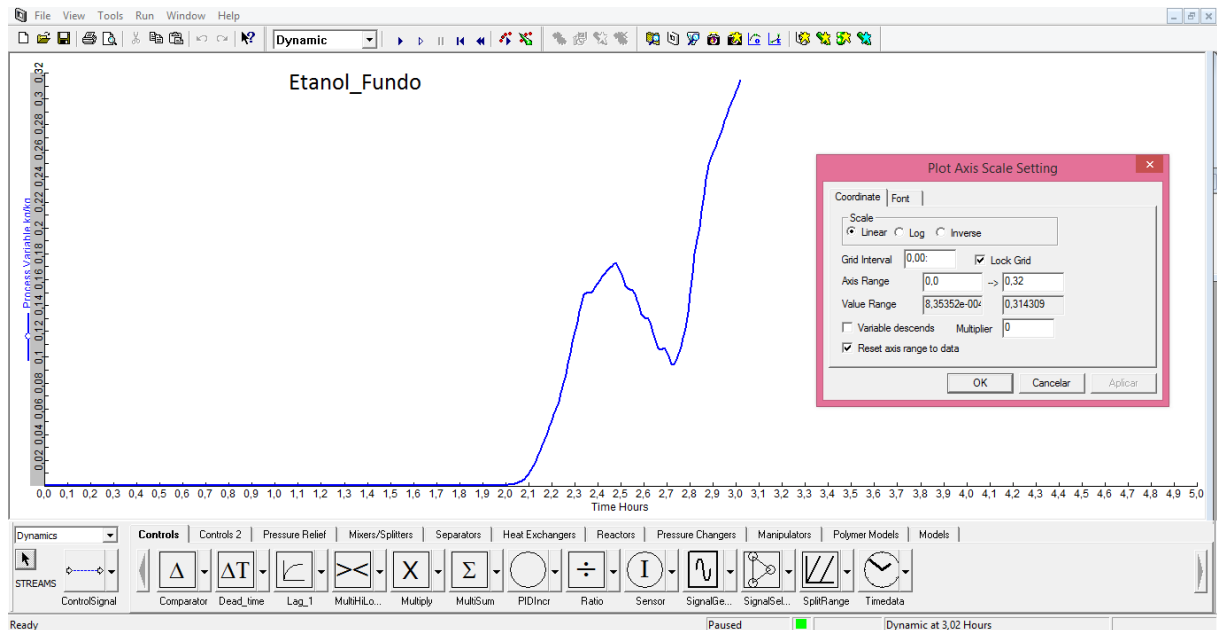 File View Tools Run Window Help
Dynamic
Etanol_Fundo
Process Variable kg/kg
0,02 0,04 0,06 0,08 0,1 0,12 0,14 0,16 0,18 0,2 0,22 0,24 0,26 0,28 0,3 0,32
0,0 0,1 0,2 0,3 0,4 0,5 0,6 0,7 0,8 0,9 1,0 1,1 1,2 1,3 1,4 1,5 1,6 1,7 1,8 1,9 2,0 2,1 2,2 2,3 2,4 2,5 2,6 2,7 2,8 2,9 3,0 3,1 3,2 3,3 3,4 3,5 3,6 3,7 3,8 3,9 4,0 4,1 4,2 4,3 4,4 4,5 4,6 4,7 4,8 4,9 5,0
Time Hours
Plot Axis Scale Setting
Coordinate Font
Scale
Linear Log Inverse
Grid Interval 0,00: Lock Grid
Axis Range 0,0 -> 0,32
Value Range 8,35352e-004 0,314309
Variable descends Multiplier 0
Reset axis range to data
OK Cancelar Aplicar
Dynamics Controls Controls 2 Pressure Relief Mixers/Splitters Separators Heat Exchangers Reactors Pressure Changers Manipulators Polymer Models Models
Δ ΔT >< X Σ ÷ I
STREAMS
ControlSignal Comparator Dead_time Lag_1 MultiHiLo... Multiply MultiSum PIDIncr Ratio Sensor SignalGe... SignalSel... SplitRange Timedata
Ready Paused Dynamic at 3,02 Hours